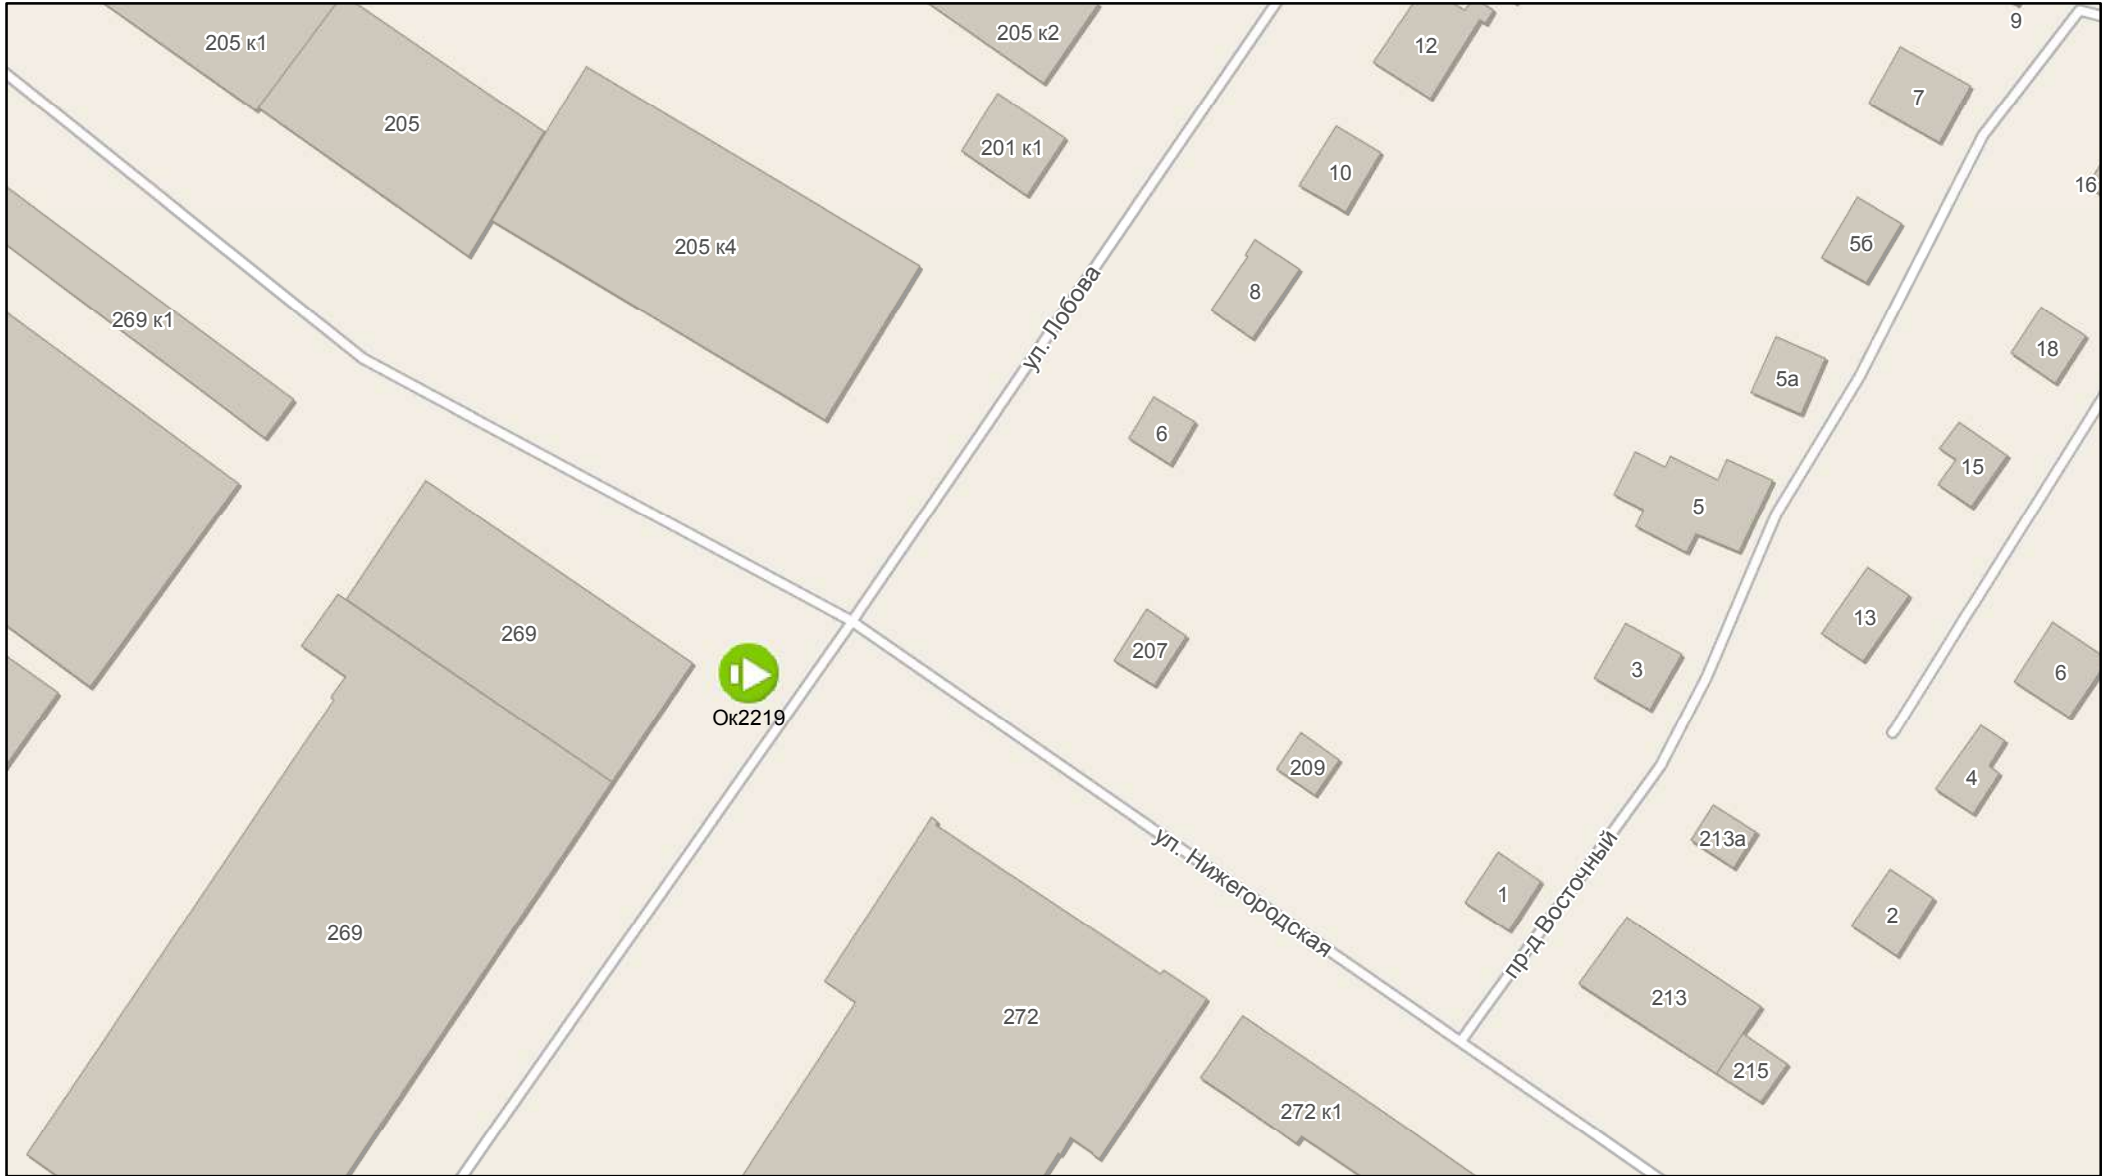 9
205 к1
205 к2
12
7
205
201 к1
10
16
205 к4
5б
8
269 к1
ул. Лобова
18
5а
6
15
5
13
269
207
3
6
Ок2219
209
4
213а
ул. Нижегородская
пр-д Восточный
1
2
269
213
272
215
272 к1